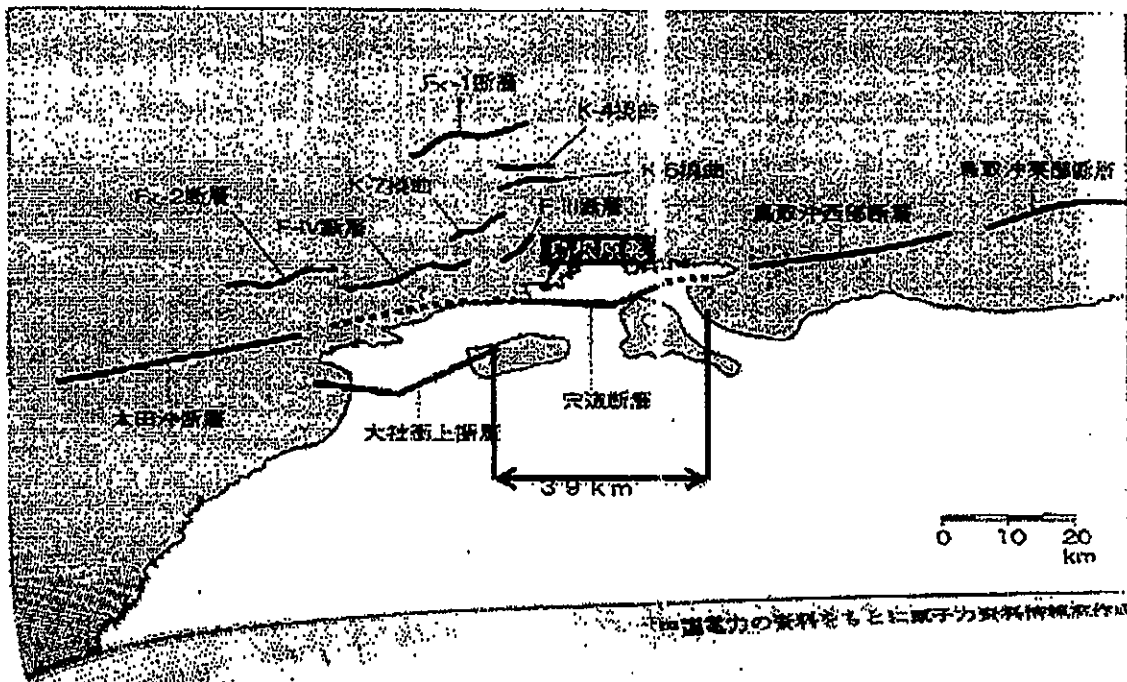 Fx-1断層
K-4撓曲
K-6撓曲
鳥取沖東部断層
K-7撓曲
Fx-2断層
F-III断層
鳥取沖西部断層
F-IV断層
島根原発
?
?
大田沖断層
大社衝上断層
宍道断層
39km
0 10 20
km
中国電力の資料をもとに原子力資料情報室作成